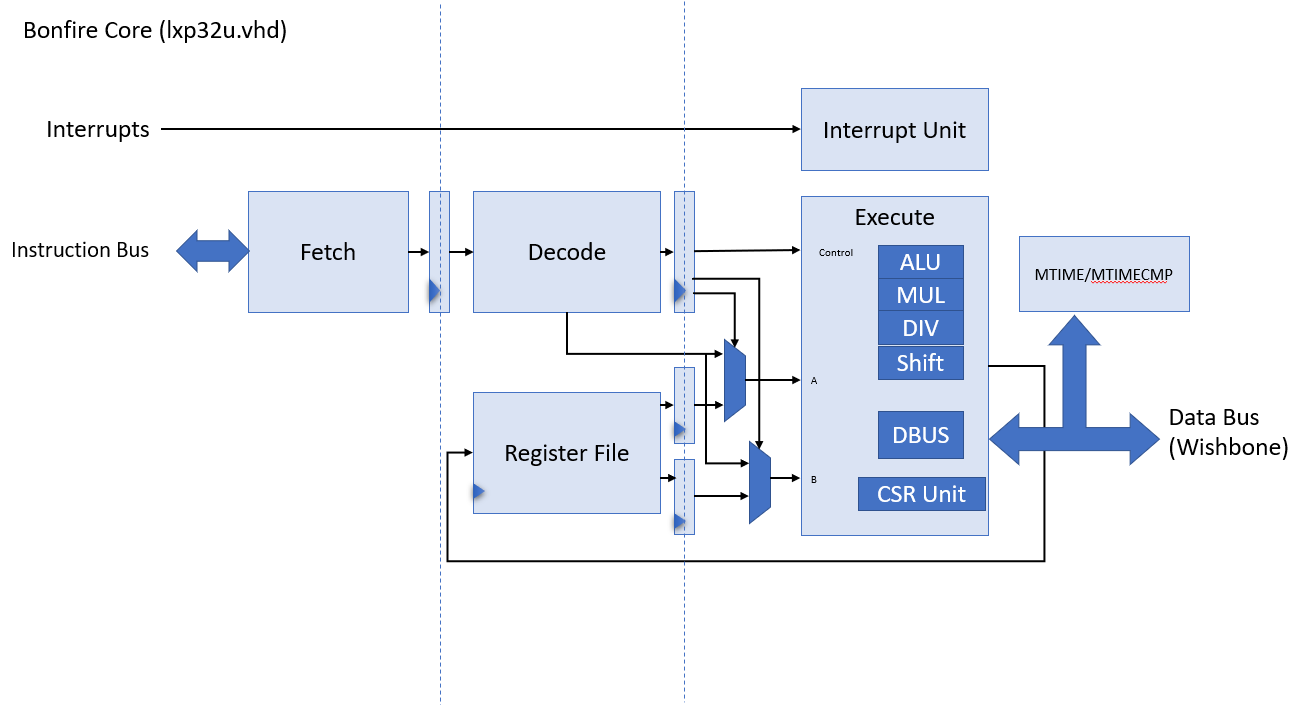 Bonfire Core (lxp32u.vhd)
Interrupts
Interrupt Unit
Instruction Bus
Fetch
Decode
Execute
Control
ALU
MUL
DIV
Shift
A
DBUS
B
CSR Unit
Register File
MTIME/MTIMECMP
Data Bus
(Wishbone)